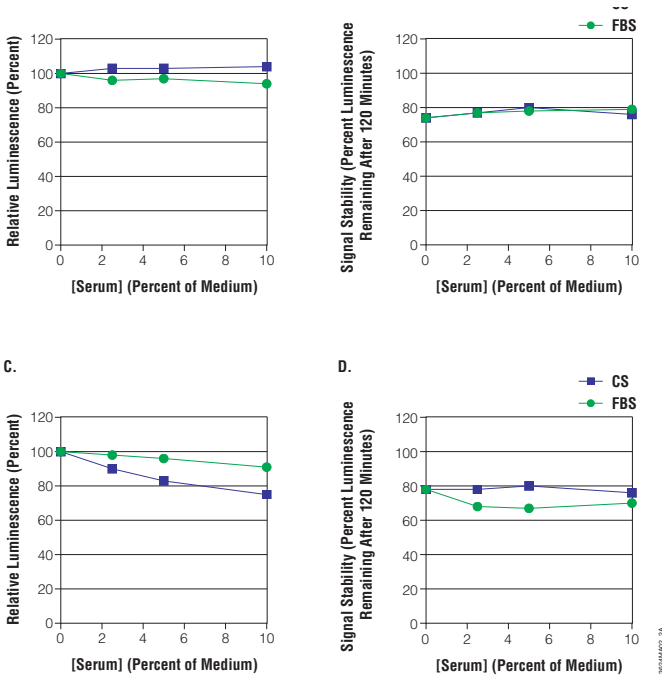 FBS
120
100
80
60
40
20
0
0 2 4 6 8 10
Relative Luminescence (Percent)
[Serum] (Percent of Medium)
120
100
80
60
40
20
0
0 2 4 6 8 10
Signal Stability (Percent Luminescence
Remaining After 120 Minutes)
[Serum] (Percent of Medium)
C.
120
100
80
60
40
20
0
0 2 4 6 8 10
Relative Luminescence (Percent)
[Serum] (Percent of Medium)
D.
CS
FBS
120
100
80
60
40
20
0
0 2 4 6 8 10
Signal Stability (Percent Luminescence
Remaining After 120 Minutes)
[Serum] (Percent of Medium)